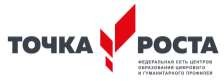 ТОЧКА РОСТА
ФЕДЕРАЛЬНАЯ СЕТЬ ЦЕНТРОВ
ОБРАЗОВАНИЯ ЦИФРОВОГО
И ГУМАНИТАРНОГО ПРОФИЛЕЙ